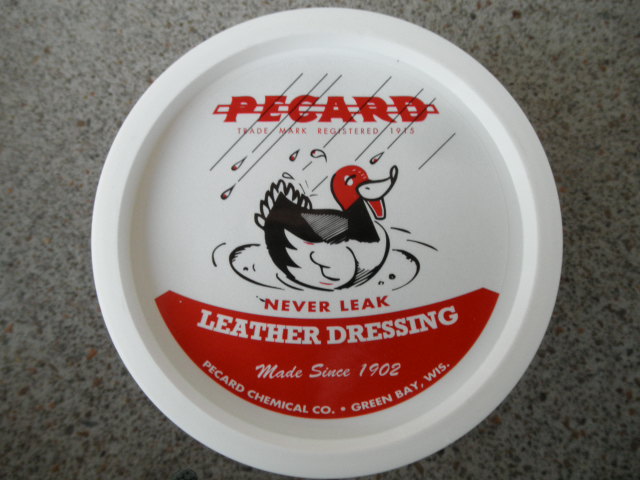 PECARD
TRADE MARK REGISTERED 1915
NEVER LEAK
LEATHER DRESSING
Made Since 1902
PECARD CHEMICAL CO. • GREEN BAY, WIS.